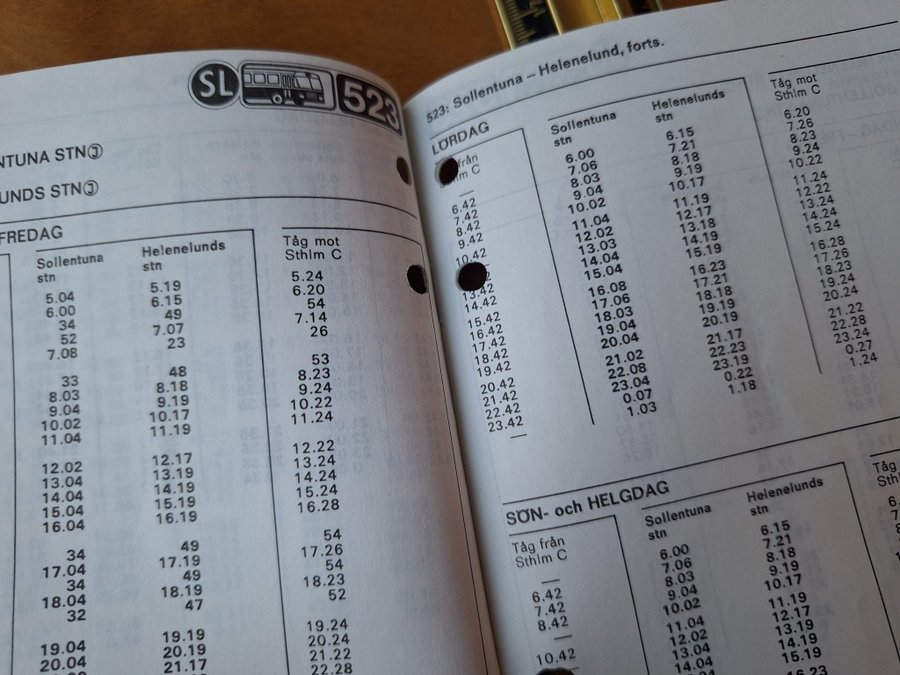 SL 523
NTUNA STN J
UNDS STN J
FREDAG
Sollentuna stn Helenelunds stn Tåg mot Sthlm C
5.04 5.19 5.24
6.00 6.15 6.20
34 49 54
52 7.07 7.14
7.08 23 26
33 48 53
8.03 8.18 8.23
9.04 9.19 9.24
10.02 10.17 10.22
11.04 11.19 11.24
12.02 12.17 12.22
13.04 13.19 13.24
14.04 14.19 14.24
15.04 15.19 15.24
16.04 16.19 16.28
34 49 54
17.04 17.19 17.26
34 49 54
18.04 18.19 18.23
32 47 52
19.04 19.19 19.24
20.04 20.19 20.24
21.17 21.22
22.28
523: Sollentuna – Helenelund, forts.
LÖRDAG
från lm C Sollentuna stn Helenelunds stn Tåg mot Sthlm C
— 6.00 6.15 6.20
6.42 7.06 7.21 7.26
7.42 8.03 8.18 8.23
8.42 9.04 9.19 9.24
9.42 10.02 10.17 10.22
10.42 11.04 11.19 11.24
12.02 12.17 12.22
13.03 13.18 13.24
13.42 14.04 14.19 14.24
14.42 15.04 15.19 15.24
15.42 16.08 16.23 16.28
16.42 17.06 17.21 17.26
17.42 18.03 18.18 18.23
18.42 19.04 19.19 19.24
19.42 20.04 20.19 20.24
20.42 21.02 21.17 21.22
21.42 22.08 22.23 22.28
22.42 23.04 23.19 23.24
23.42 0.07 0.22 0.27
— 1.03 1.18 1.24
SÖN- och HELGDAG
Tåg från Sthlm C Sollentuna stn Helenelunds stn Tåg
— 6.00 6.15
6.42 7.06 7.21
7.42 8.03 8.18
8.42 9.04 9.19
— 10.02 10.17
10.42 11.04 11.19
12.02 12.17
13.04 13.19
14.04 14.19
15.19
16.23